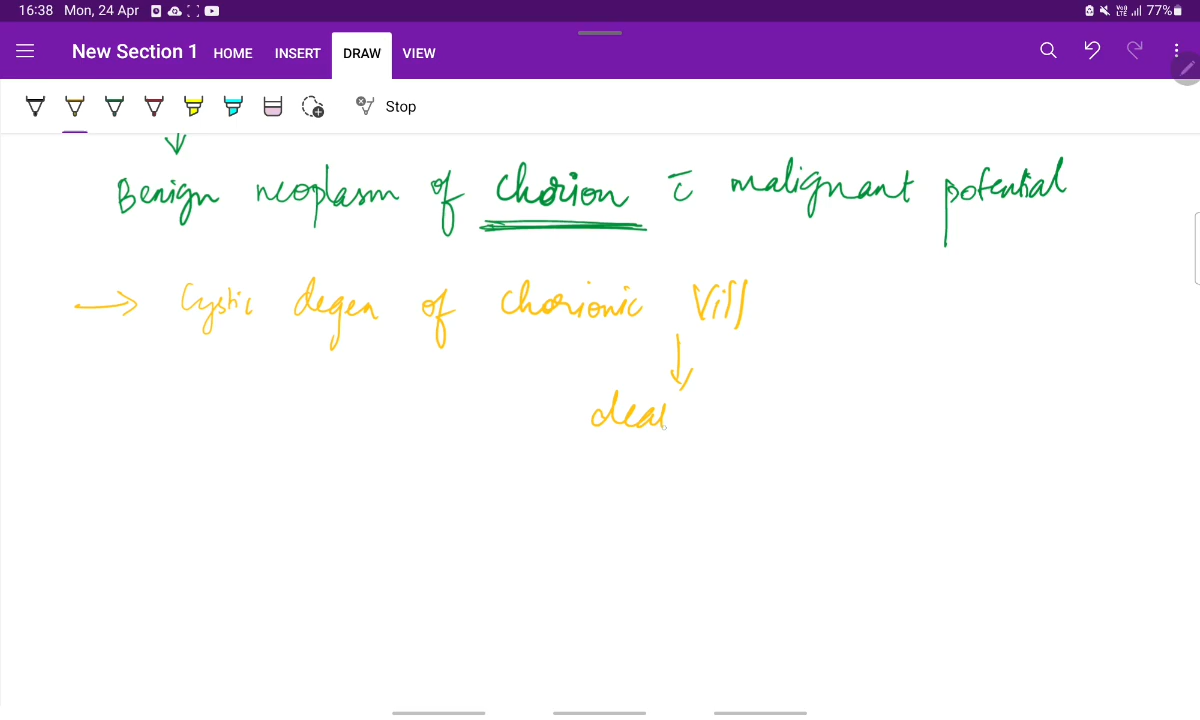 16:38 Mon, 24 Apr 77%
New Section 1 HOME INSERT DRAW VIEW
Stop
Benign neoplasm of chorion c̄ malignant potential
→ Cystic degen of chorionic Vill